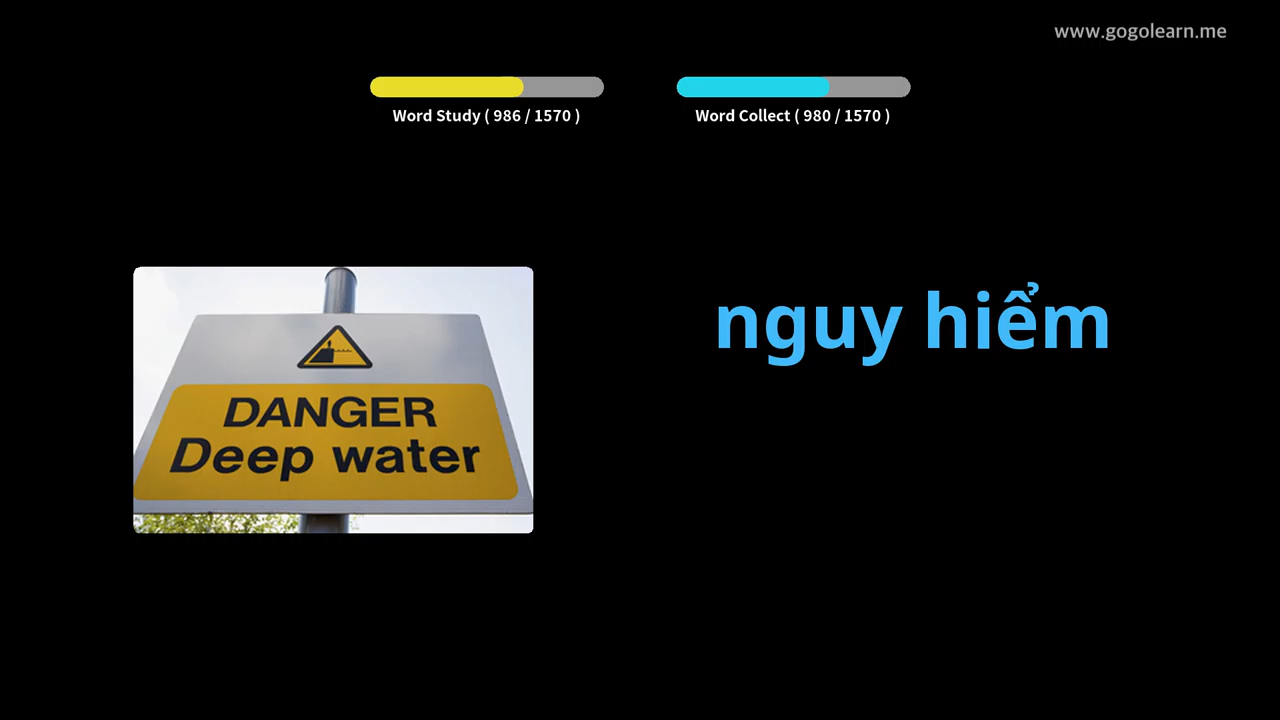 www.gogolearn.me
Word Study ( 986 / 1570 )
Word Collect ( 980 / 1570 )
DANGER
Deep water
nguy hiểm